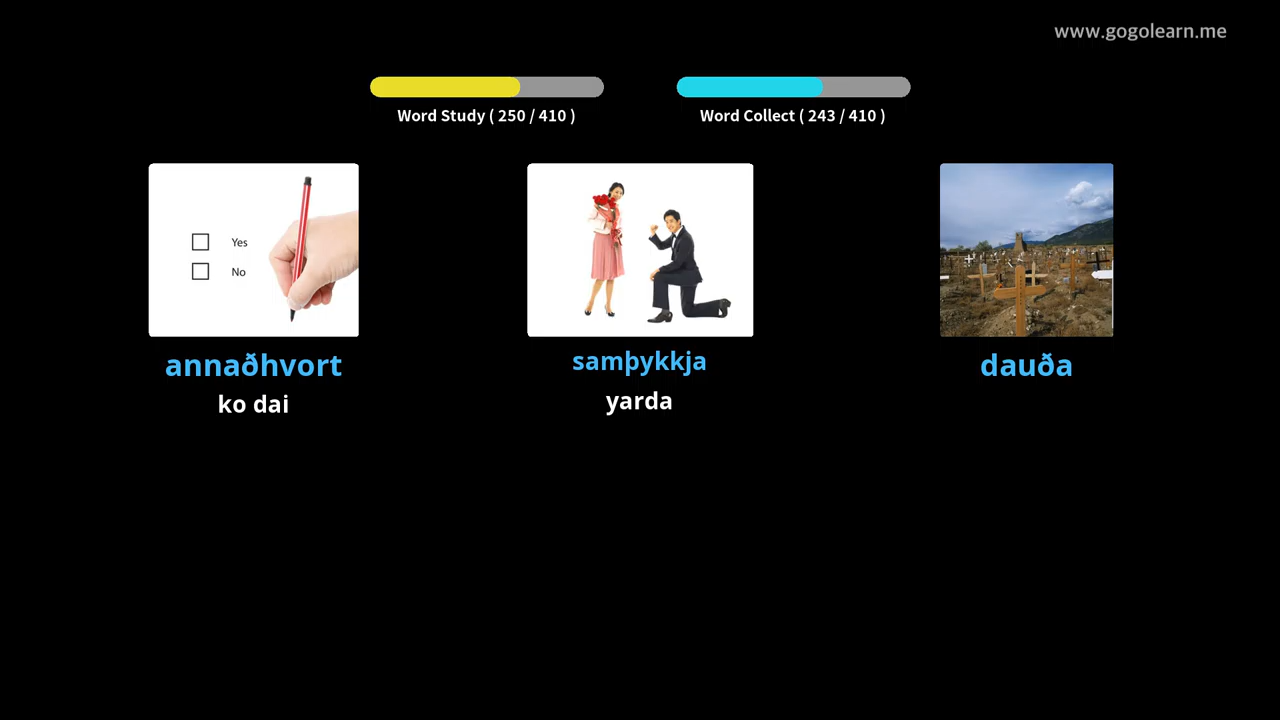 www.gogolearn.me
Word Study ( 250 / 410 )
Word Collect ( 243 / 410 )
Yes
No
annaðhvort
ko dai
samþykkja
yarda
dauða